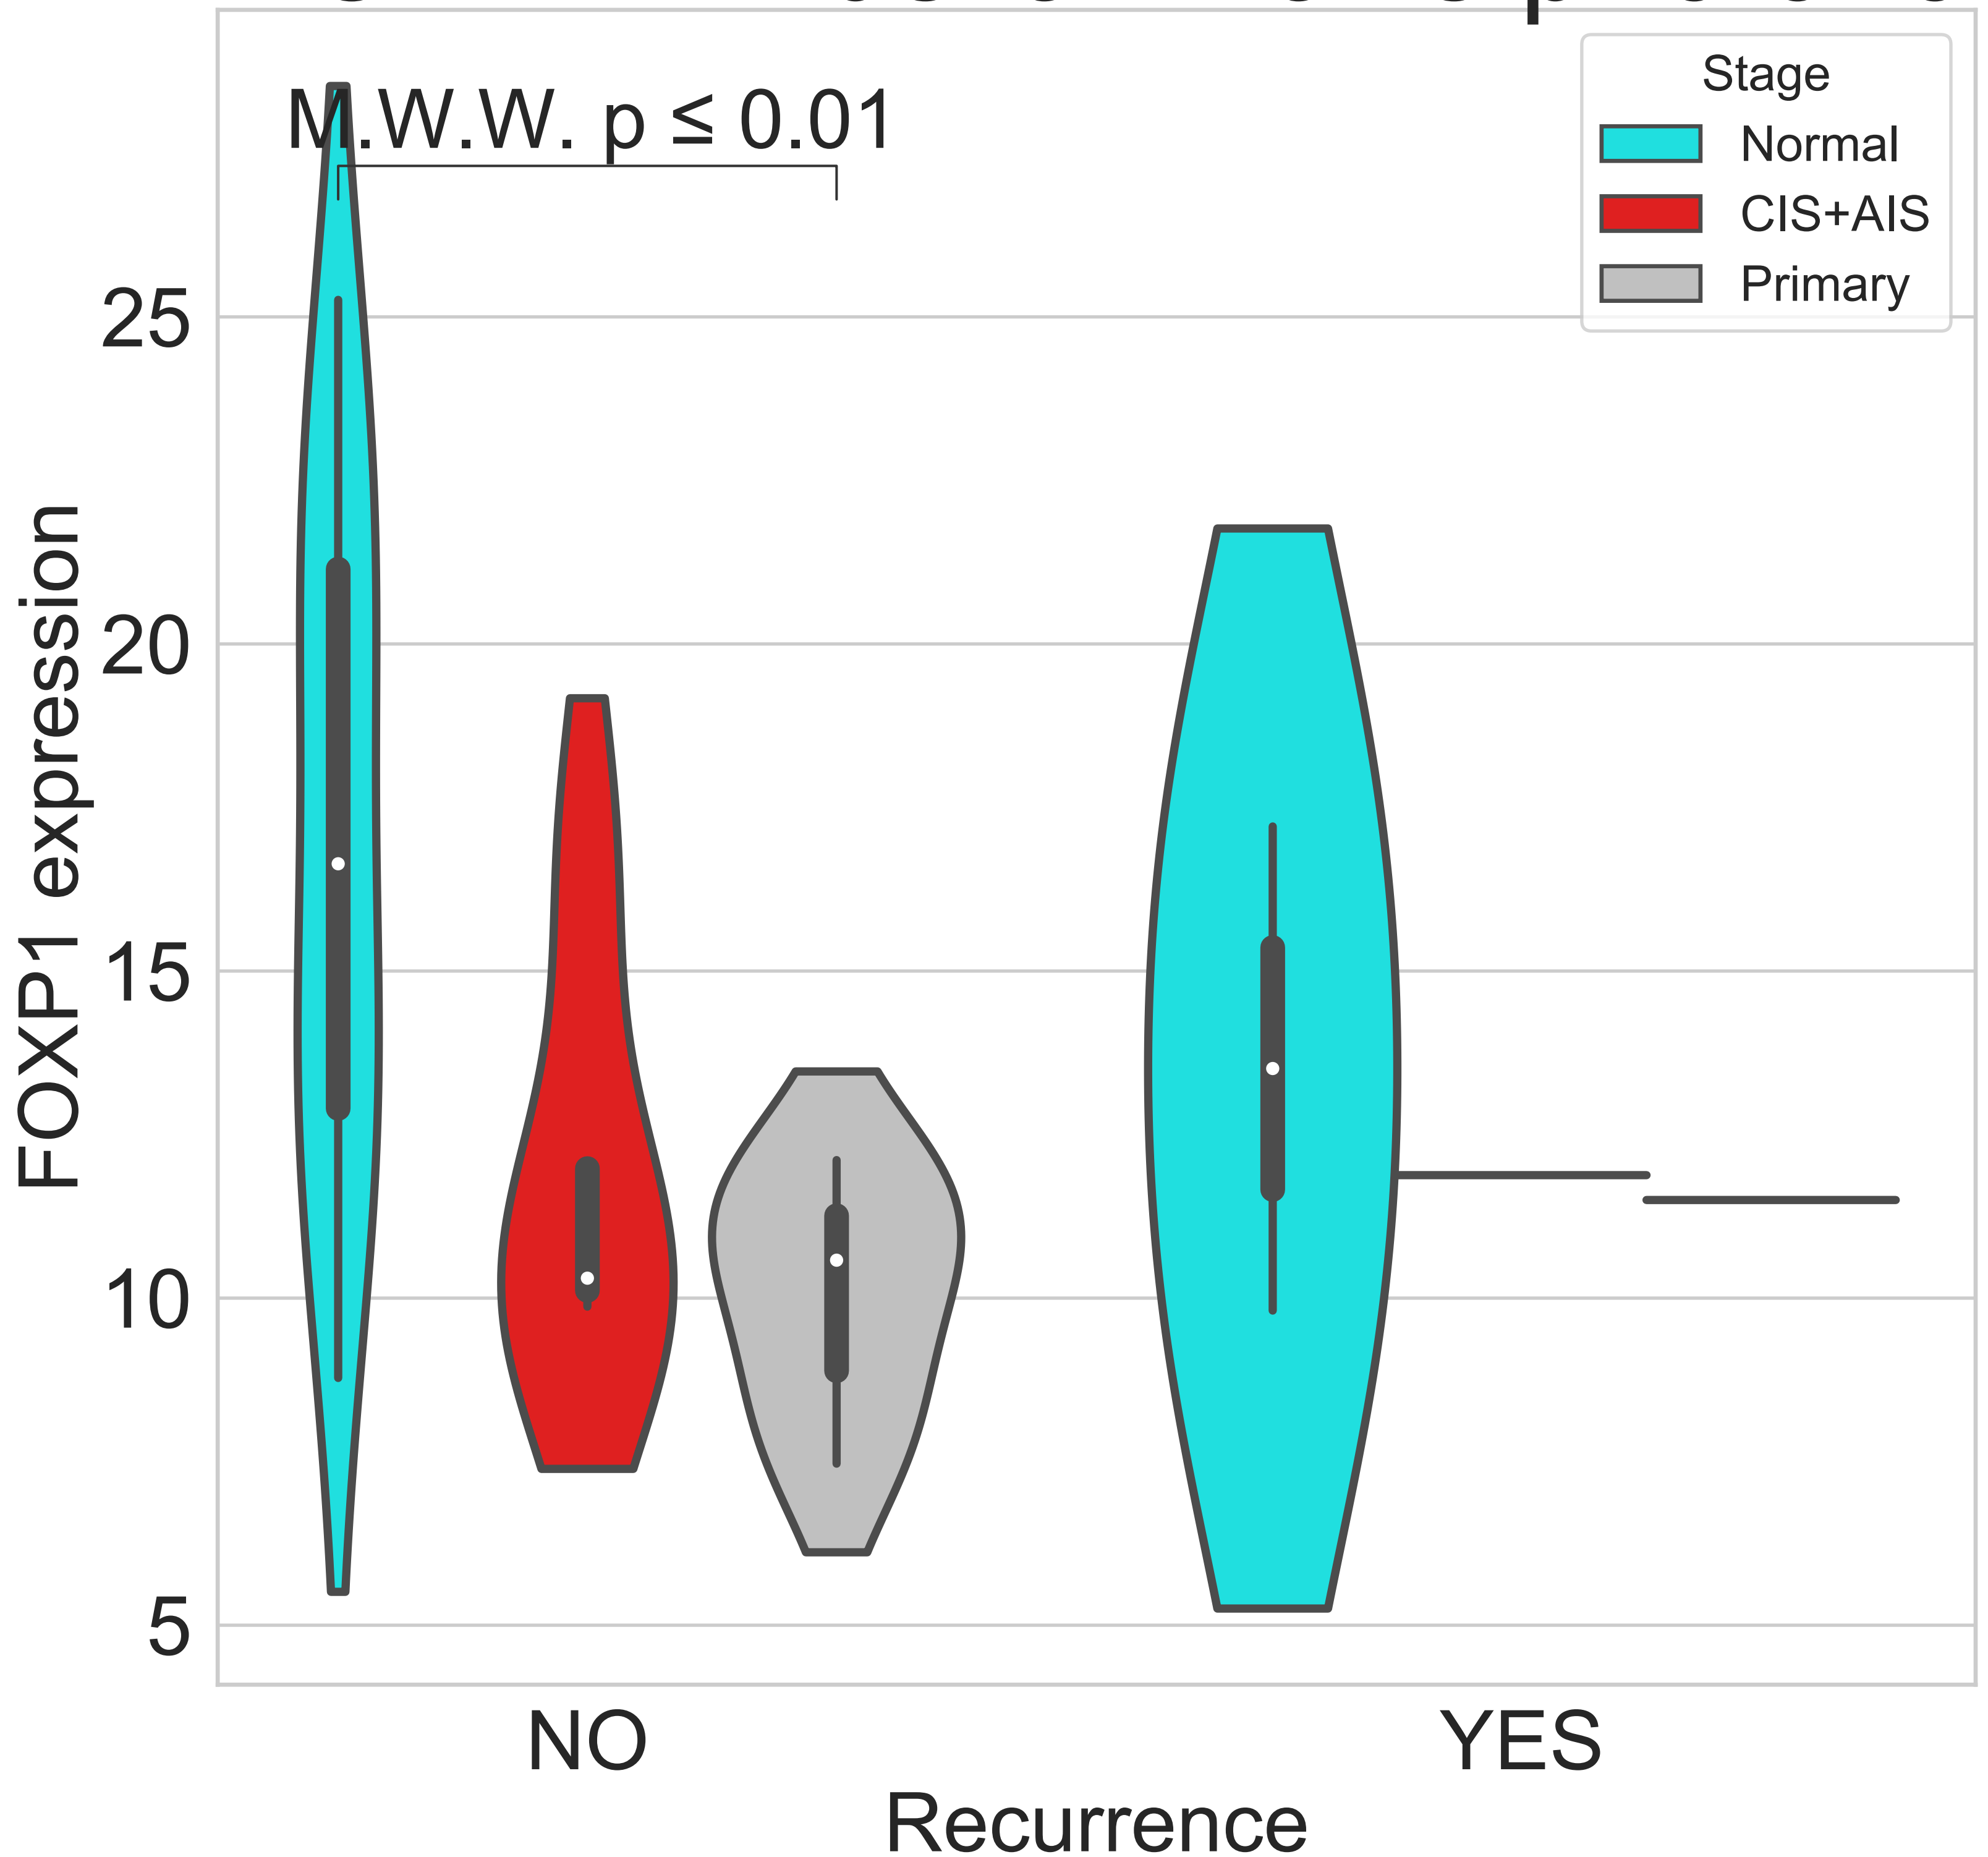 M.W.W. p ≤ 0.01
Stage
Normal
CIS+AIS
Primary
FOXP1 expression
25
20
15
10
5
NO
YES
Recurrence